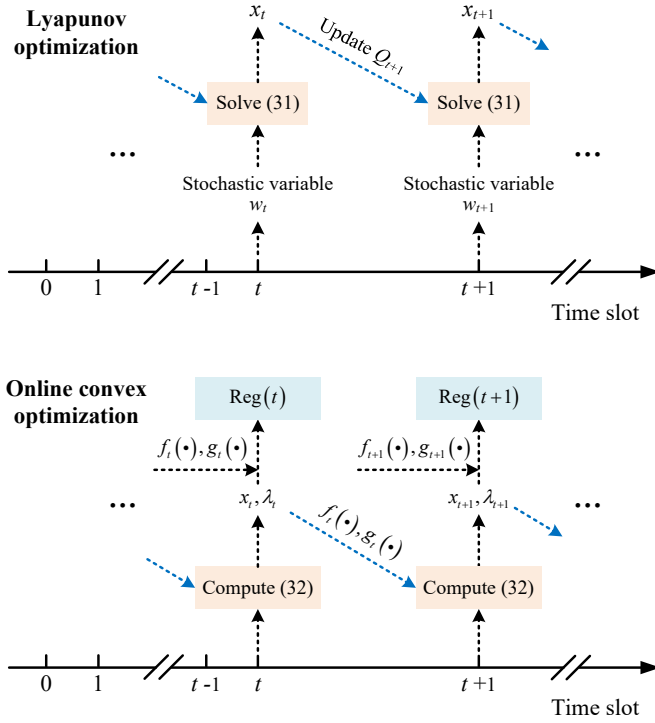 Lyapunov
optimization
x_t
x_{t+1}
Update Q_{t+1}
Solve (31)
Solve (31)
...
...
Stochastic variable
w_t
Stochastic variable
w_{t+1}
0
1
t-1
t
t+1
Time slot
Online convex
optimization
Reg(t)
Reg(t+1)
f_t(•), g_t(•)
f_{t+1}(•), g_{t+1}(•)
...
x_t, λ_t
f_t(•), g_t(•)
x_{t+1}, λ_{t+1}
...
Compute (32)
Compute (32)
0
1
t-1
t
t+1
Time slot